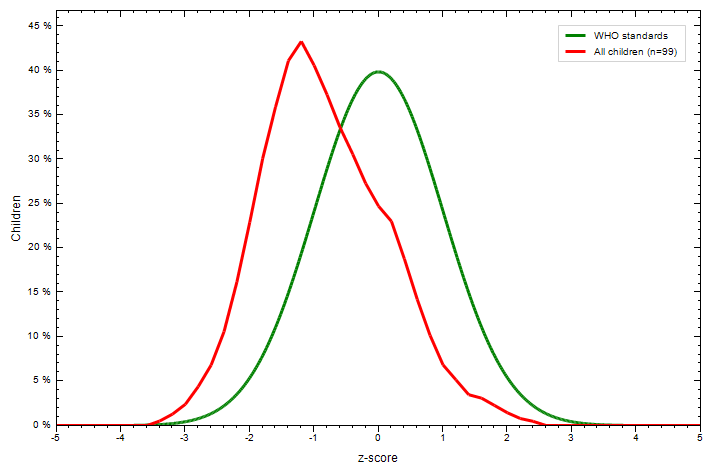 45 %
40 %
35 %
30 %
25 %
20 %
15 %
10 %
5 %
0 %
Children
WHO standards
All children (n=99)
-5 -4 -3 -2 -1 0 1 2 3 4 5
z-score